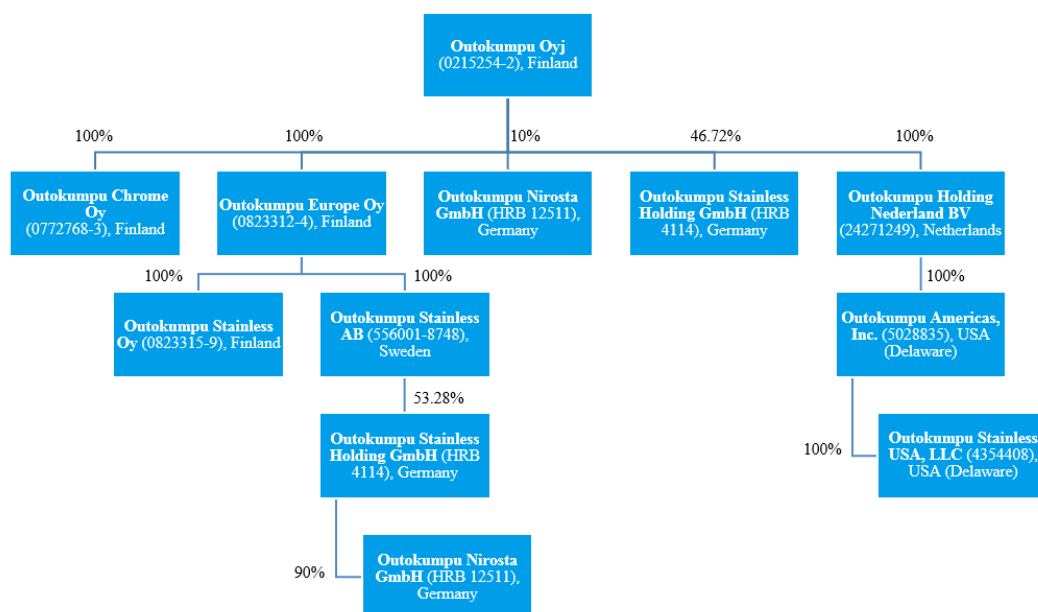 Outokumpu Oyj
(0215254-2), Finland
100%
100%
10%
46.72%
100%
Outokumpu Chrome
Oy
(0772768-3), Finland
Outokumpu Europe Oy
(0823312-4), Finland
Outokumpu Nirosta
GmbH (HRB 12511),
Germany
Outokumpu Stainless
Holding GmbH (HRB
4114), Germany
Outokumpu Holding
Nederland BV
(24271249), Netherlands
100%
100%
100%
Outokumpu Stainless
Oy (0823315-9), Finland
Outokumpu Stainless
AB (556001-8748),
Sweden
Outokumpu Americas,
Inc. (5028835), USA
(Delaware)
53.28%
Outokumpu Stainless
Holding GmbH (HRB
4114), Germany
100%
Outokumpu Stainless
USA, LLC (4354408),
USA (Delaware)
90%
Outokumpu Nirosta
GmbH (HRB 12511),
Germany